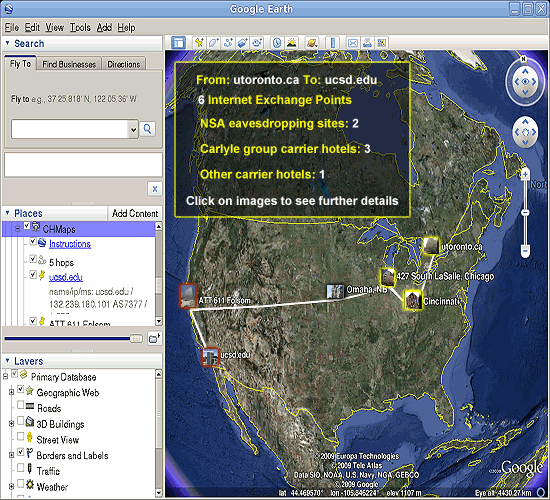 Google Earth
File Edit View Tools Add Help
Search
Fly To Find Businesses Directions
Fly to e.g., 37 25.818' N, 122 05.36' W
Places Add Content
CHMaps
Instructions
5 hops
ucsd.edu
name/ip/ms: ucsd.edu /
132.239.180.101 AS7377 /
ATT 611 Folsom
Layers
Primary Database
Geographic Web
Roads
3D Buildings
Street View
Borders and Labels
Traffic
Weather
From: utoronto.ca To: ucsd.edu
6 Internet Exchange Points
NSA eavesdropping sites: 2
Carlyle group carrier hotels: 3
Other carrier hotels: 1
Click on images to see further details
N
utoronto.ca
427 South LaSalle, Chicago
Omaha, NB
Cincinnati
ATT 611 Folsom
ucsd.edu
©2009 Europa Technologies
©2009 Tele Atlas
Data SIO, NOAA, U.S. Navy, NGA, GEBCO
©2009 Google
©2009 Google
lat 44.469570° lon -105.846224° elev 1107 m Eye alt 4430.27 km